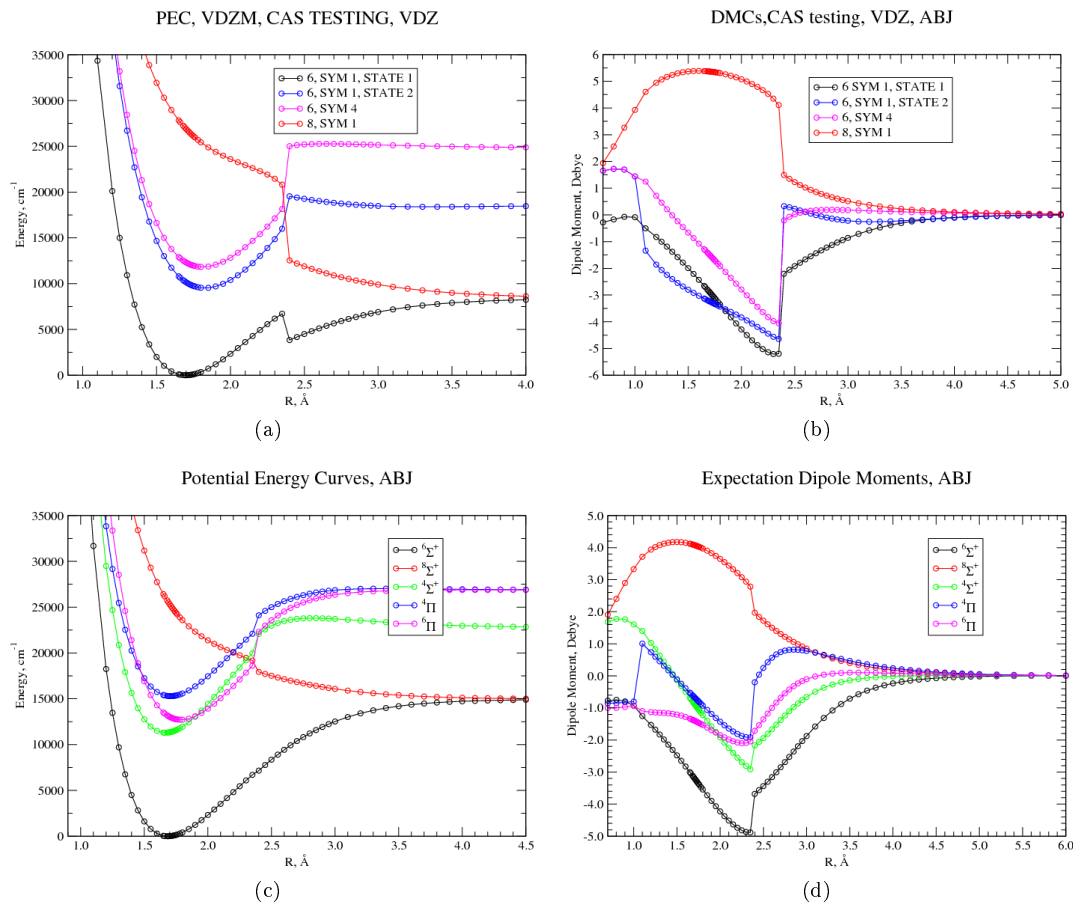 PEC, VDZM, CAS TESTING, VDZ
35000
30000
25000
20000
15000
10000
5000
0
Energy, cm⁻¹
6, SYM 1, STATE 1
6, SYM 1, STATE 2
6, SYM 4
8, SYM 1
1.0 1.5 2.0 2.5 3.0 3.5 4.0
R, Å
(a)
DMCs,CAS testing, VDZ, ABJ
6
5
4
3
2
1
0
-1
-2
-3
-4
-5
-6
Dipole Moment, Debye
6 SYM 1, STATE 1
6, SYM 1, STATE 2
6, SYM 4
8, SYM 1
1.0 1.5 2.0 2.5 3.0 3.5 4.0 4.5 5.0
R, Å
(b)
Potential Energy Curves, ABJ
35000
30000
25000
20000
15000
10000
5000
0
Energy, cm⁻¹
⁶Σ⁺
⁸Σ⁺
⁴Σ⁺
⁴Π
⁶Π
1.0 1.5 2.0 2.5 3.0 3.5 4.0 4.5
R, Å
(c)
Expectation Dipole Moments, ABJ
5.0
4.0
3.0
2.0
1.0
0.0
-1.0
-2.0
-3.0
-4.0
-5.0
Dipole Moment, Debye
⁶Σ⁺
⁸Σ⁺
⁴Σ⁺
⁴Π
⁶Π
1.0 1.5 2.0 2.5 3.0 3.5 4.0 4.5 5.0 5.5 6.0
R, Å
(d)